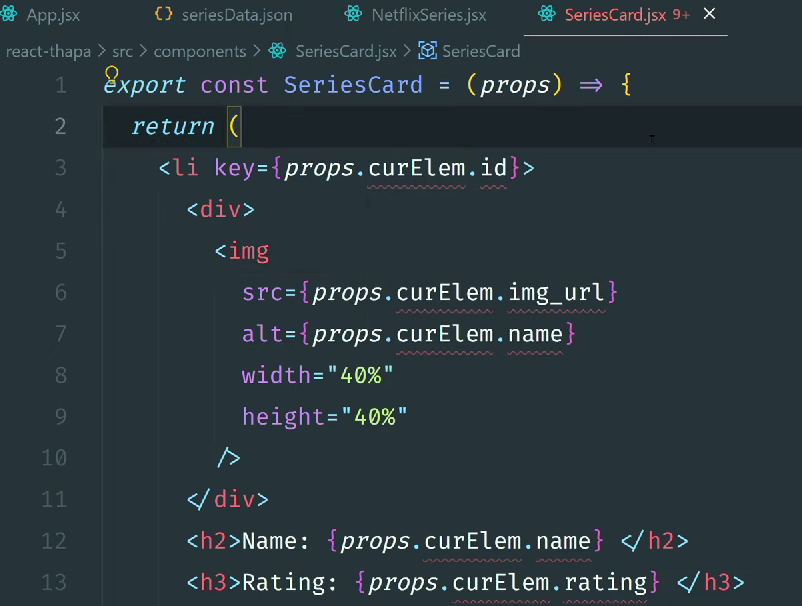 App.jsx {} seriesData.json NetflixSeries.jsx SeriesCard.jsx 9+ ×
react-thapa > src > components > SeriesCard.jsx > SeriesCard
1 export const SeriesCard = (props) => {
2 return (
3 <li key={props.curElem.id}>
4 <div>
5 <img
6 src={props.curElem.img_url}
7 alt={props.curElem.name}
8 width="40%"
9 height="40%"
10 />
11 </div>
12 <h2>Name: {props.curElem.name} </h2>
13 <h3>Rating: {props.curElem.rating} </h3>